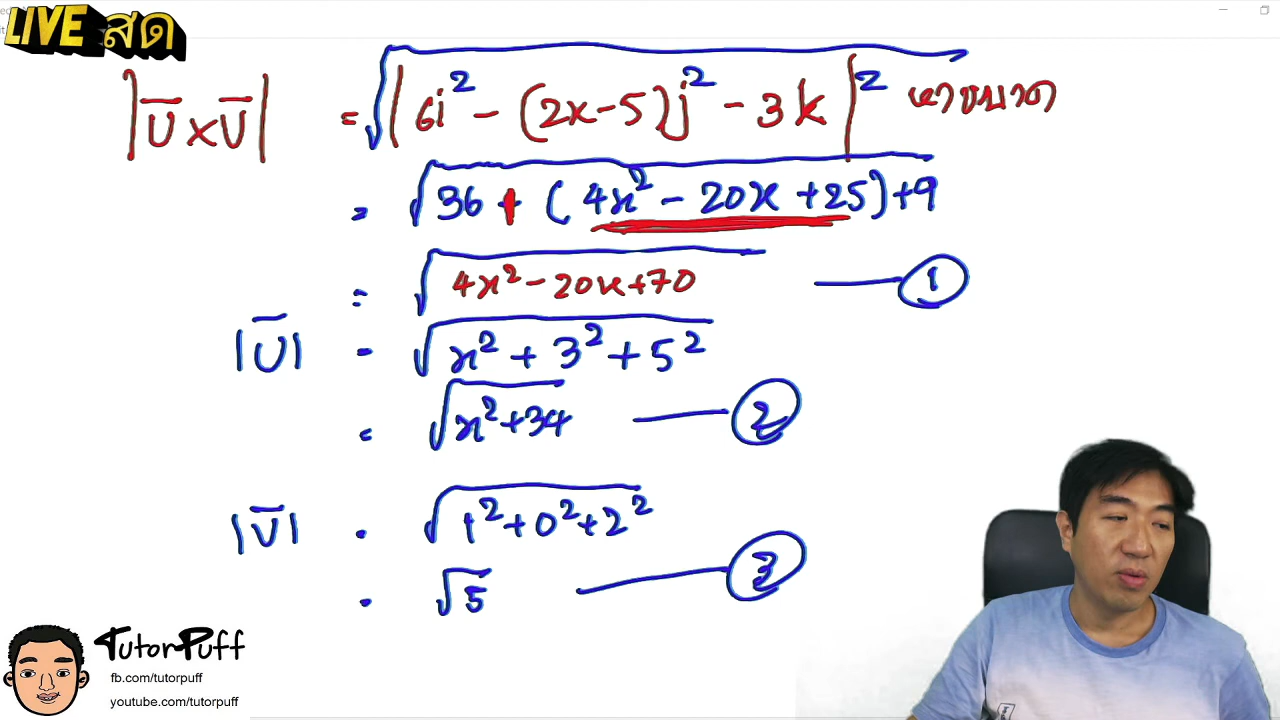 LIVE สด
|U̅ x V̅| = √|6i² - (2x-5)j² - 3k|² หาขนาด
= √36 + (4x² - 20x + 25) + 9
= √4x² - 20x + 70 —— ①
|U̅| = √x² + 3² + 5²
= √x² + 34 —— ②
|V̅| = √1² + 0² + 2²
= √5 —— ③
TutorPuff
fb.com/tutorpuff
youtube.com/tutorpuff